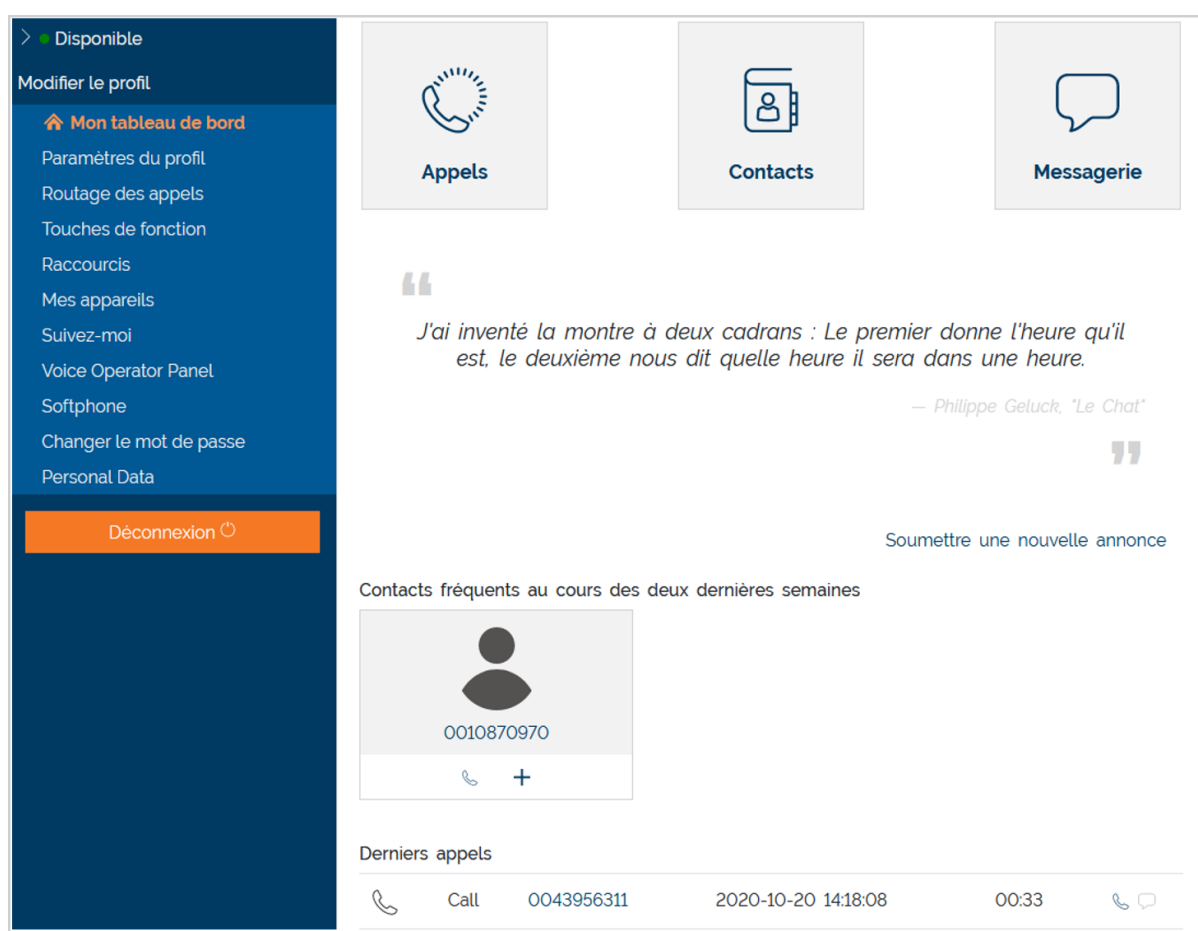 Disponible
Modifier le profil
Mon tableau de bord
Paramètres du profil
Routage des appels
Touches de fonction
Raccourcis
Mes appareils
Suivez-moi
Voice Operator Panel
Softphone
Changer le mot de passe
Personal Data
Déconnexion
Appels
Contacts
Messagerie
“
J'ai inventé la montre à deux cadrans : Le premier donne l'heure qu'il
est, le deuxième nous dit quelle heure il sera dans une heure.
— Philippe Geluck, "Le Chat"
”
Soumettre une nouvelle annonce
Contacts fréquents au cours des deux dernières semaines
0010870970
Derniers appels
Call 0043956311 2020-10-20 14:18:08 00:33